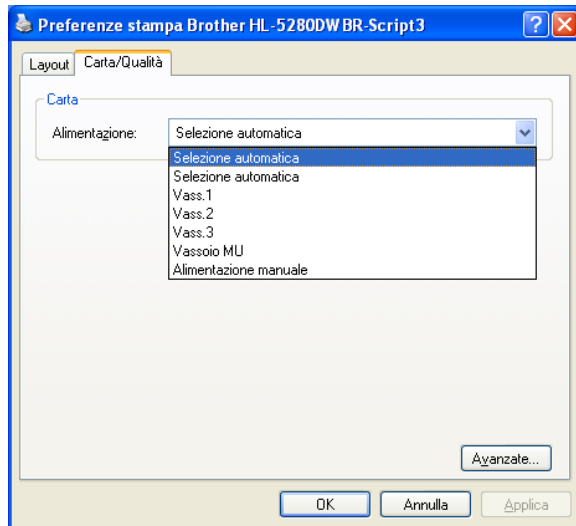 Preferenze stampa Brother HL-5280DW BR-Script3
Layout Carta/Qualità
Carta
Alimentazione: Selezione automatica
Selezione automatica
Selezione automatica
Vass.1
Vass.2
Vass.3
Vassoio MU
Alimentazione manuale
Avanzate...
OK Annulla Applica